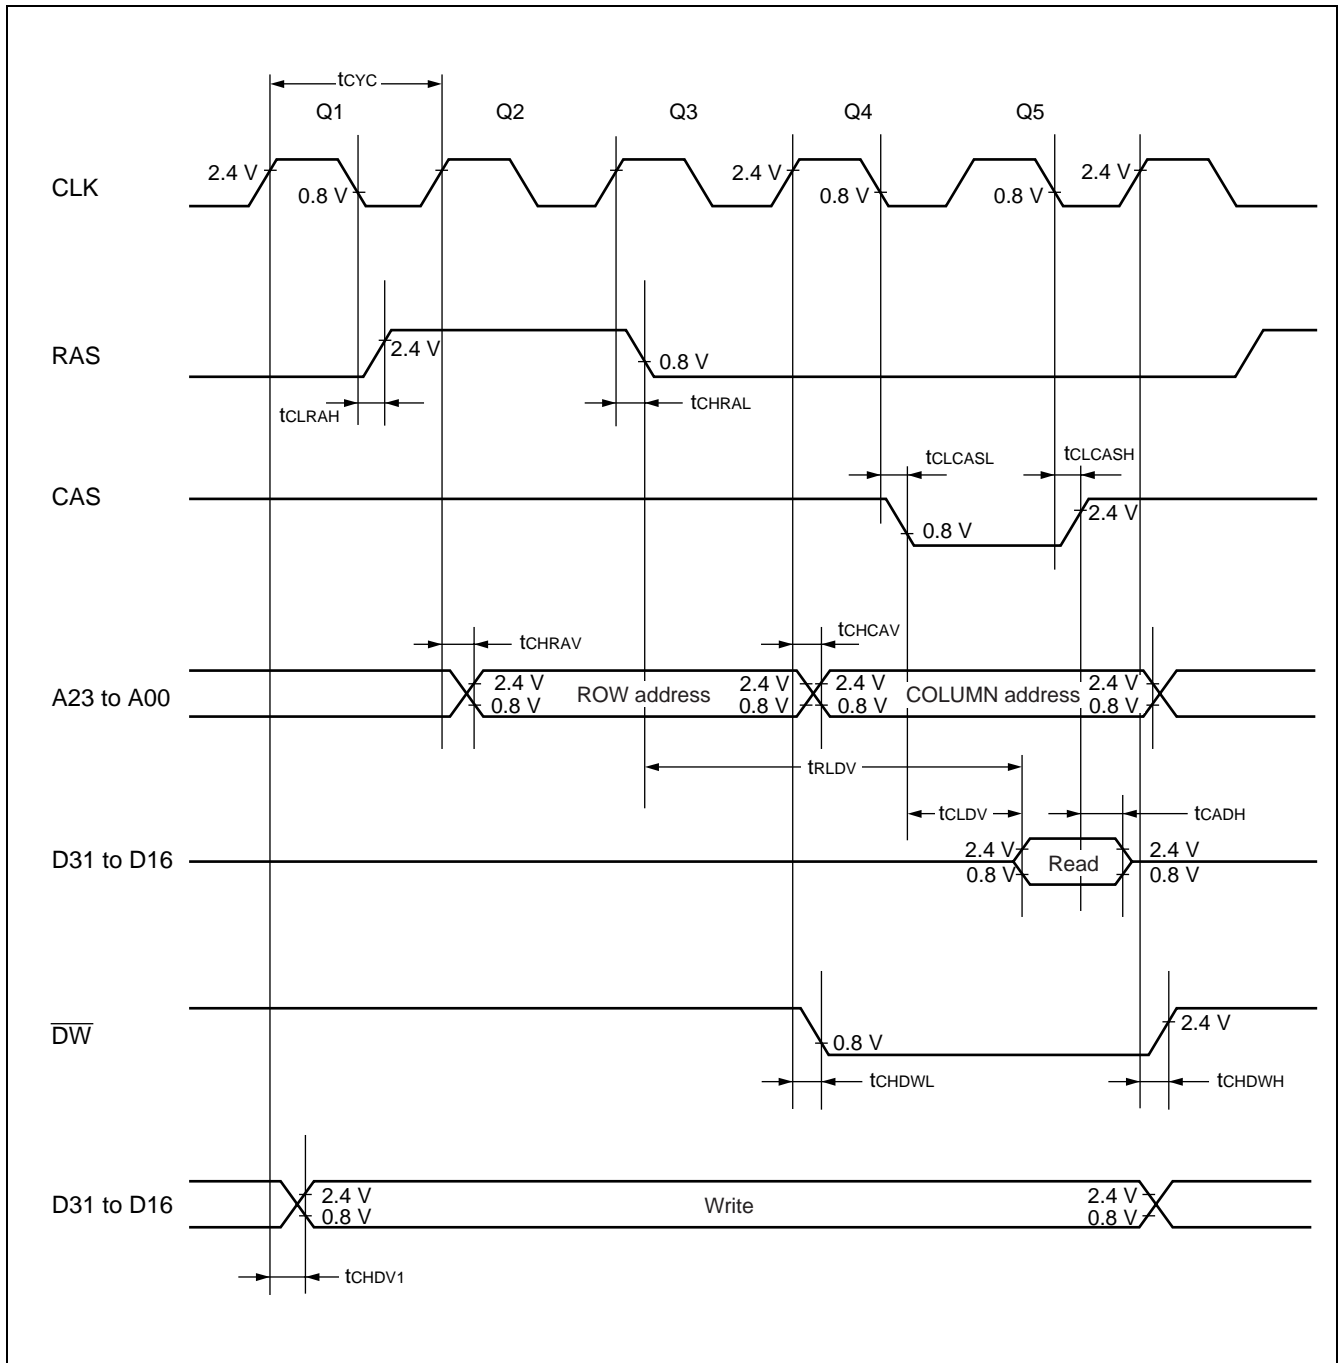 tCYC
Q1 Q2 Q3 Q4 Q5
CLK 2.4 V 0.8 V 2.4 V 0.8 V 0.8 V 2.4 V
RAS 2.4 V 0.8 V
tCLRAH tCHRAL
tCLCASL tCLCASH
CAS 0.8 V 2.4 V
tCHRAV tCHCAV
A23 to A00 2.4 V ROW address 2.4 V 2.4 V COLUMN address 2.4 V
0.8 V 0.8 V 0.8 V 0.8 V
tRLDV
tCLDV tCADH
D31 to D16 2.4 V Read 2.4 V
0.8 V 0.8 V
DW 0.8 V 2.4 V
tCHDWL tCHDWH
D31 to D16 2.4 V Write 2.4 V
0.8 V 0.8 V
tCHDV1